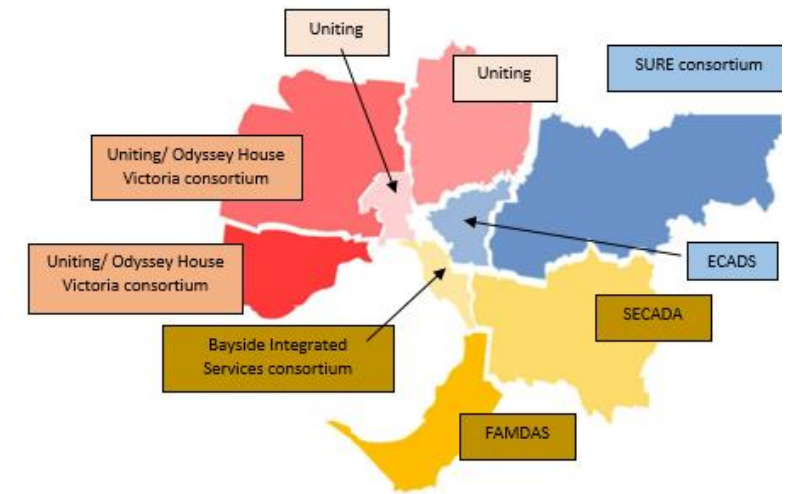 Uniting
Uniting
SURE consortium
Uniting/ Odyssey House
Victoria consortium
Uniting/ Odyssey House
Victoria consortium
ECADS
SECADA
Bayside Integrated
Services consortium
FAMDAS